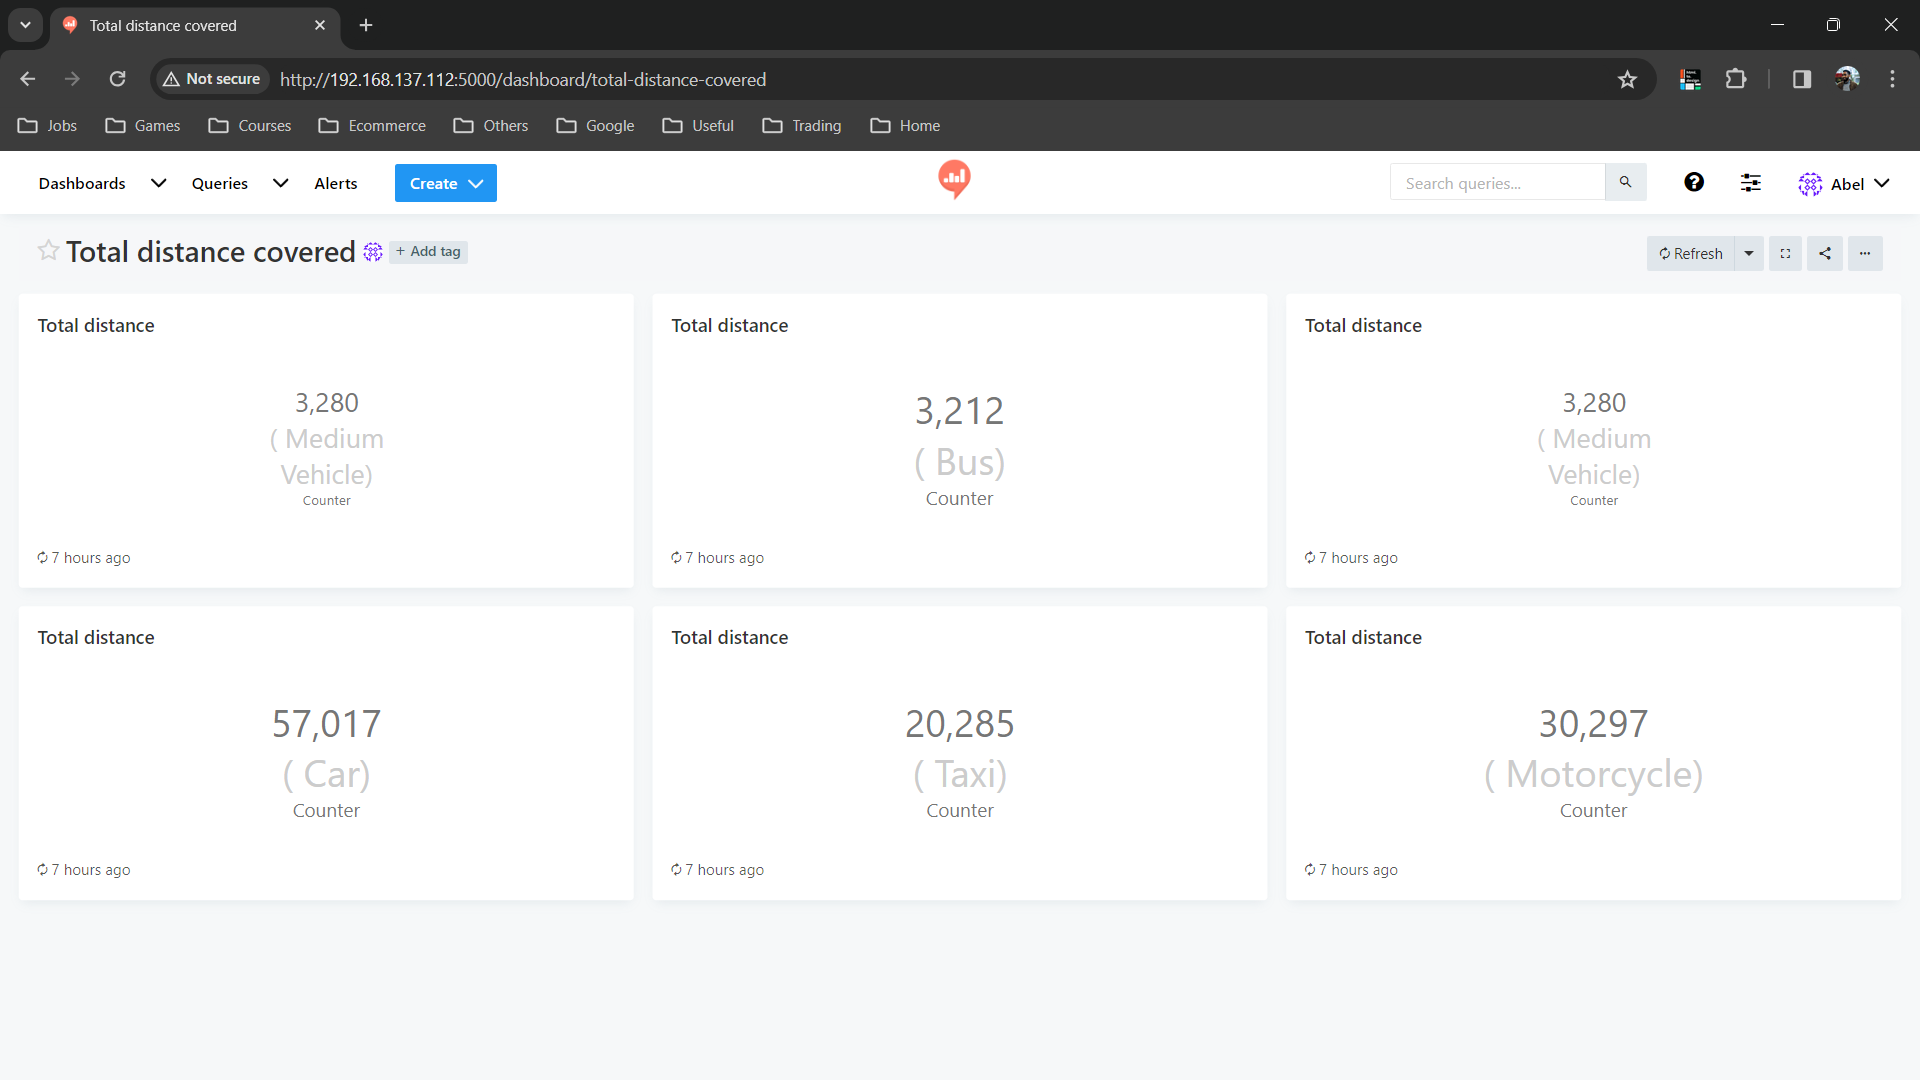 Total distance covered
Not secure http://192.168.137.112:5000/dashboard/total-distance-covered
Jobs Games Courses Ecommerce Others Google Useful Trading Home
Dashboards Queries Alerts Create Search queries... Abel
Total distance covered + Add tag Refresh
Total distance
3,280
( Medium
Vehicle)
Counter
7 hours ago
Total distance
3,212
( Bus)
Counter
7 hours ago
Total distance
3,280
( Medium
Vehicle)
Counter
7 hours ago
Total distance
57,017
( Car)
Counter
7 hours ago
Total distance
20,285
( Taxi)
Counter
7 hours ago
Total distance
30,297
( Motorcycle)
Counter
7 hours ago